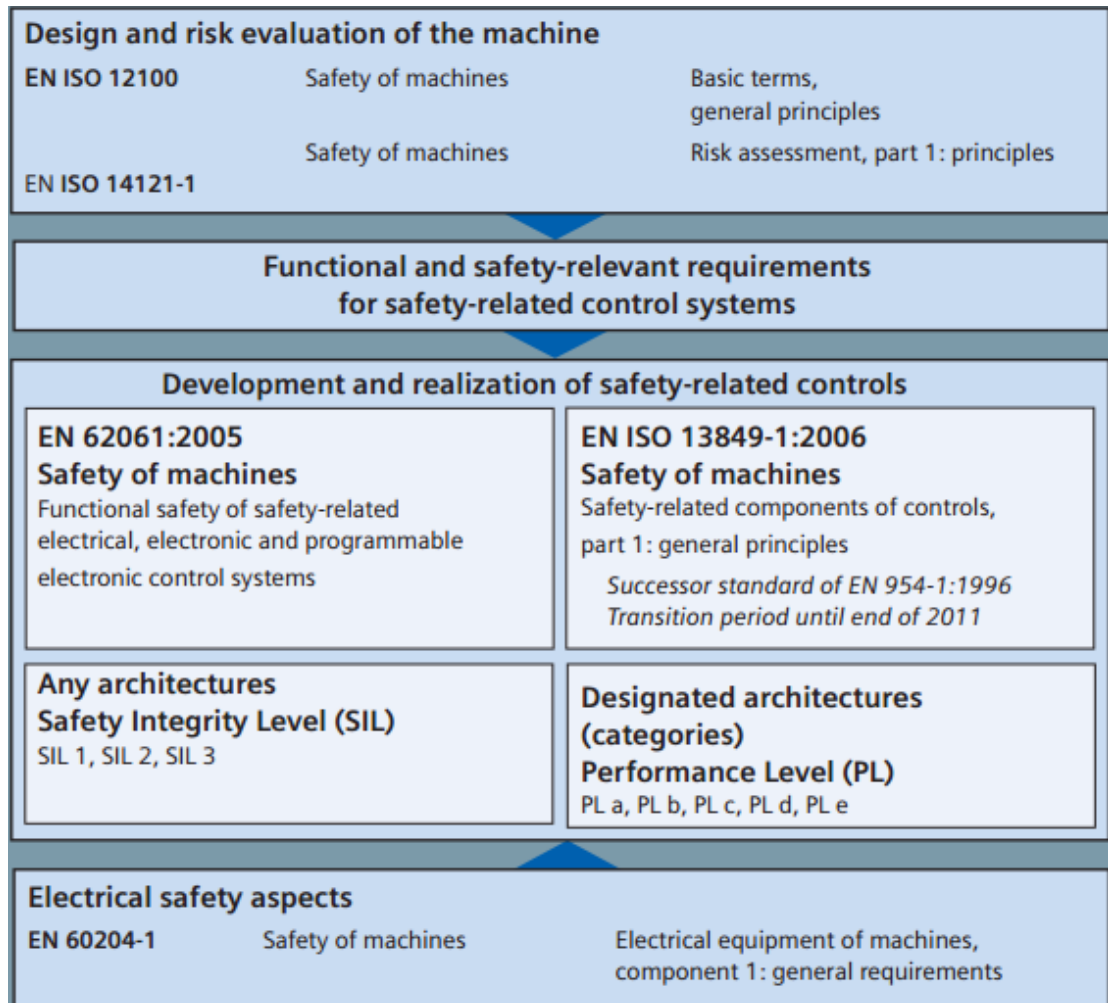 Design and risk evaluation of the machine
EN ISO 12100 Safety of machines Basic terms,
general principles
Safety of machines Risk assessment, part 1: principles
EN ISO 14121-1
Functional and safety-relevant requirements
for safety-related control systems
Development and realization of safety-related controls
EN 62061:2005
Safety of machines
Functional safety of safety-related
electrical, electronic and programmable
electronic control systems
EN ISO 13849-1:2006
Safety of machines
Safety-related components of controls,
part 1: general principles
Successor standard of EN 954-1:1996
Transition period until end of 2011
Any architectures
Safety Integrity Level (SIL)
SIL 1, SIL 2, SIL 3
Designated architectures
(categories)
Performance Level (PL)
PL a, PL b, PL c, PL d, PL e
Electrical safety aspects
EN 60204-1 Safety of machines Electrical equipment of machines,
component 1: general requirements